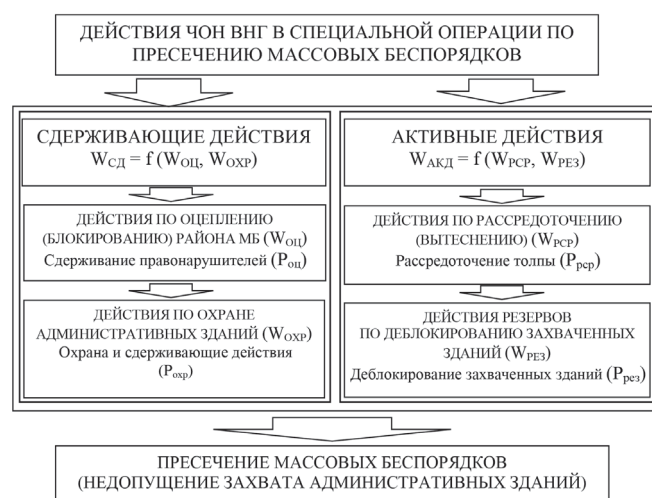 ДЕЙСТВИЯ ЧОН ВНГ В СПЕЦИАЛЬНОЙ ОПЕРАЦИИ ПО
ПРЕСЕЧЕНИЮ МАССОВЫХ БЕСПОРЯДКОВ
СДЕРЖИВАЮЩИЕ ДЕЙСТВИЯ
WСД = f (WОЦ, WОХР)
ДЕЙСТВИЯ ПО ОЦЕПЛЕНИЮ
(БЛОКИРОВАНИЮ) РАЙОНА МБ (WОЦ)
Сдерживание правонарушителей (Pоц)
ДЕЙСТВИЯ ПО ОХРАНЕ
АДМИНИСТРАТИВНЫХ ЗДАНИЙ (WОХР)
Охрана и сдерживающие действия
(Pохр)
АКТИВНЫЕ ДЕЙСТВИЯ
WАКД = f (WРСР, WРЕЗ)
ДЕЙСТВИЯ ПО РАССРЕДОТОЧЕНИЮ
(ВЫТЕСНЕНИЮ) (WРСР)
Рассредоточение толпы (Pрср)
ДЕЙСТВИЯ РЕЗЕРВОВ
ПО ДЕБЛОКИРОВАНИЮ ЗАХВАЧЕННЫХ
ЗДАНИЙ (WРЕЗ)
Деблокирование захваченных зданий (Pрез)
ПРЕСЕЧЕНИЕ МАССОВЫХ БЕСПОРЯДКОВ
(НЕДОПУЩЕНИЕ ЗАХВАТА АДМИНИСТРАТИВНЫХ ЗДАНИЙ)